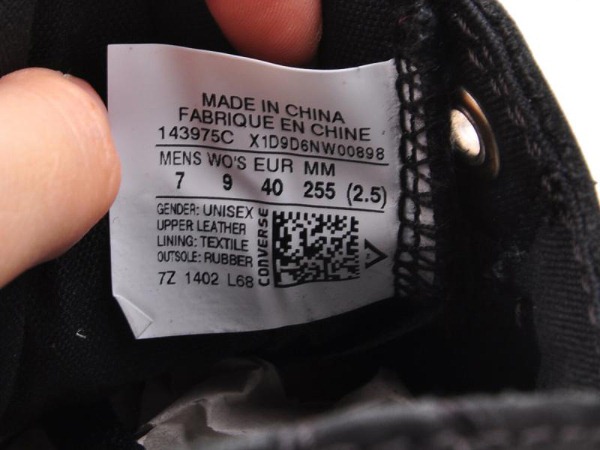 MADE IN CHINA
FABRIQUE EN CHINE
143975C X1D9D6NW00898
MENS WO'S EUR MM
7 9 40 255 (2.5)
GENDER: UNISEX
UPPER LEATHER
LINING: TEXTILE
OUTSOLE: RUBBER
7Z 1402 L68
CONVERSE